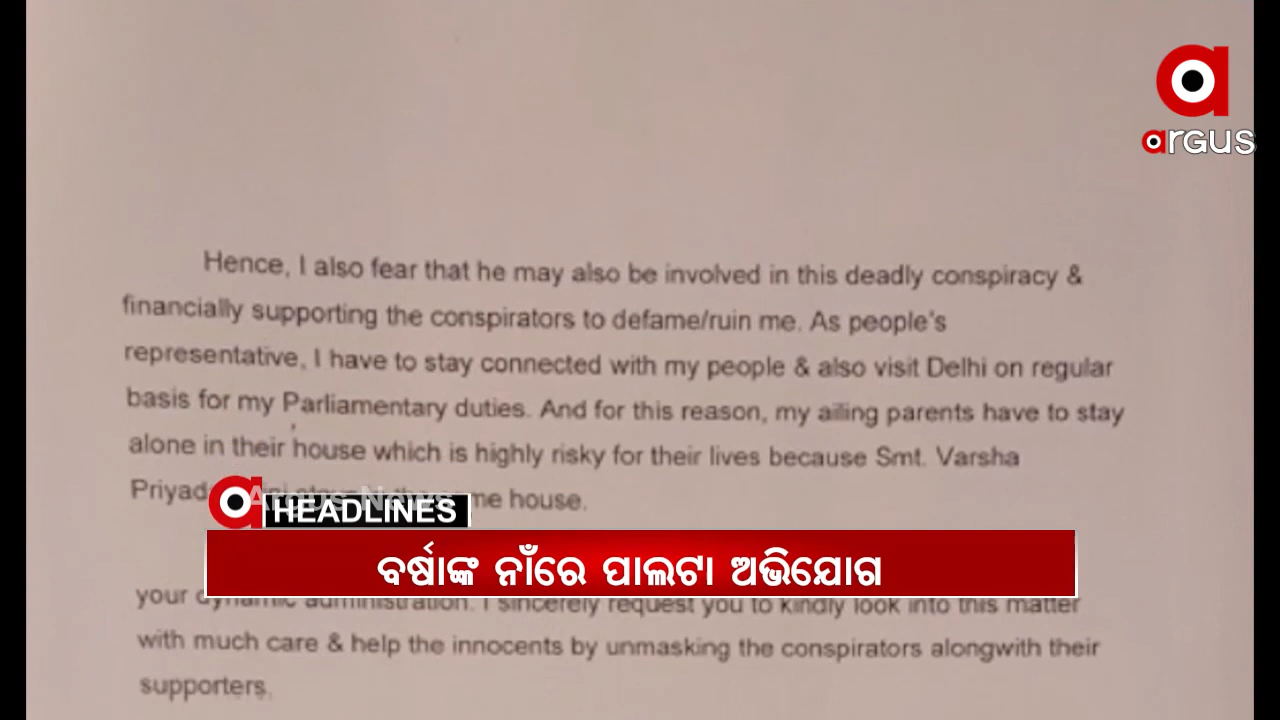 argus
Hence, I also fear that he may also be involved in this deadly conspiracy &
financially supporting the conspirators to defame/ruin me. As people's
representative, I have to stay connected with my people & also visit Delhi on regular
basis for my Parliamentary duties. And for this reason, my ailing parents have to stay
alone in their house which is highly risky for their lives because Smt. Varsha
house.
HEADLINES
ବର୍ଷାଙ୍କ ନାଁରେ ପାଲଟା ଅଭିଯୋଗ
your dynamic administration. I sincerely request you to kindly look into this matter
with much care & help the innocents by unmasking the conspirators alongwith their
supporters.